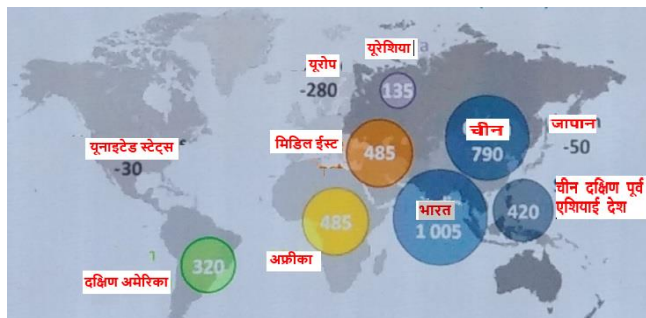 यूरेशिया
यूरोप
-280
135
यूनाइटेड स्टेट्स
-30
मिडिल ईस्ट
485
चीन
790
जापान
-50
भारत
1 005
चीन दक्षिण पूर्व
एशियाई देश
420
485
अफ्रीका
320
दक्षिण अमेरिका